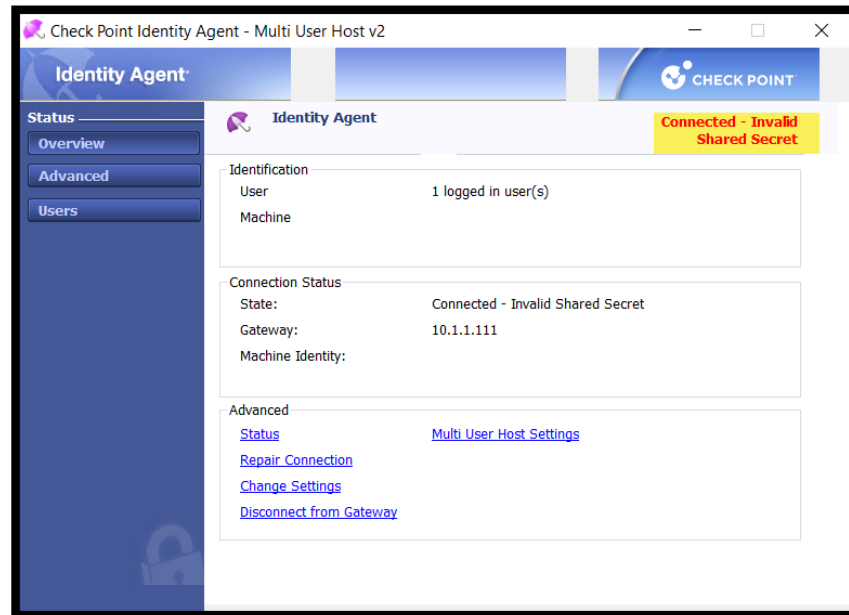 Check Point Identity Agent - Multi User Host v2
Identity Agent
CHECK POINT
Status
Overview
Advanced
Users
Identity Agent
Connected - Invalid
Shared Secret
Identification
User 1 logged in user(s)
Machine
Connection Status
State: Connected - Invalid Shared Secret
Gateway: 10.1.1.111
Machine Identity:
Advanced
Status Multi User Host Settings
Repair Connection
Change Settings
Disconnect from Gateway